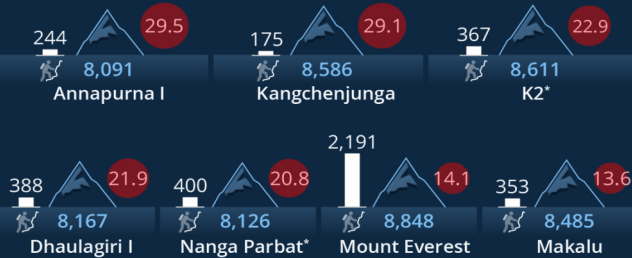 244 29.5 175 29.1 367 22.9
8,091 8,586 8,611
Annapurna I Kangchenjunga K2*
388 21.9 400 20.8 2,191 14.1 353 13.6
8,167 8,126 8,848 8,485
Dhaulagiri I Nanga Parbat* Mount Everest Makalu